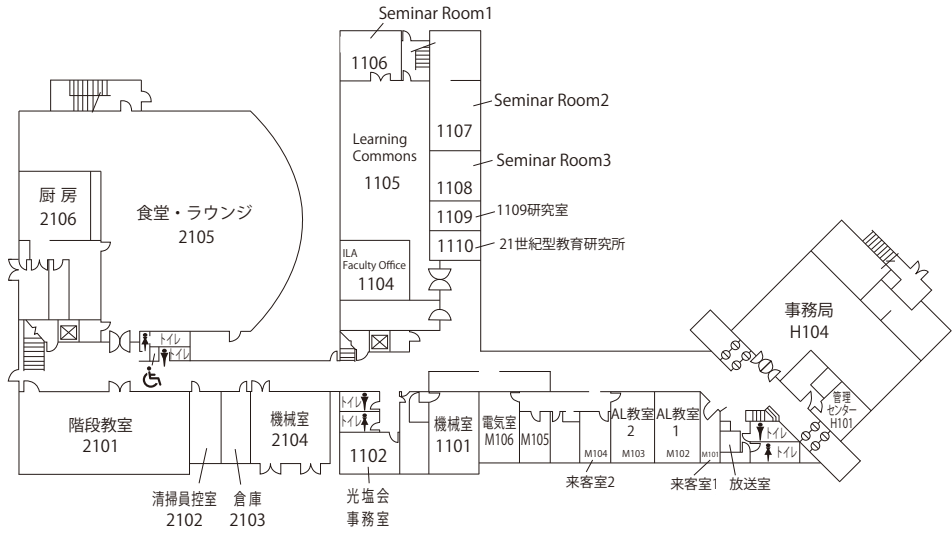 Seminar Room1
1106
Seminar Room2
1107
Learning
Commons
1105
Seminar Room3
1108
厨 房
2106
食堂・ラウンジ
2105
1109
1109研究室
1110
21世紀型教育研究所
ILA
Faculty Office
1104
事務局
H104
トイレ
トイレ
管理
センター
H101
階段教室
2101
機械室
2104
トイレ
トイレ
1102
機械室
1101
電気室
M106
M105
M104
AL教室
2
M103
AL教室
1
M102
M101
トイレ
トイレ
清掃員控室
2102
倉庫
2103
光塩会
事務室
来客室2
来客室1
放送室